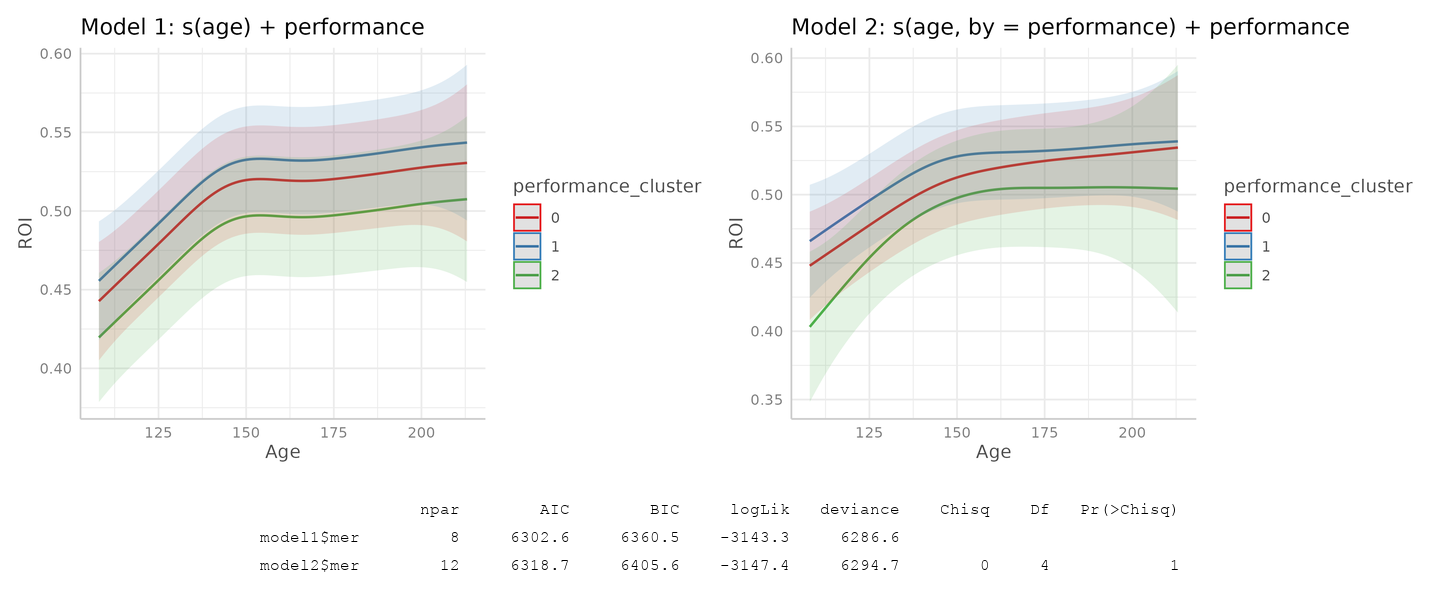 Model 1: s(age) + performance
0.60
0.55
0.50
0.45
0.40
ROI
125 150 175 200
Age
performance_cluster
0
1
2
Model 2: s(age, by = performance) + performance
0.60
0.55
0.50
0.45
0.40
0.35
ROI
125 150 175 200
Age
performance_cluster
0
1
2
npar AIC BIC logLik deviance Chisq Df Pr(>Chisq)
model1$mer 8 6302.6 6360.5 -3143.3 6286.6
model2$mer 12 6318.7 6405.6 -3147.4 6294.7 0 4 1